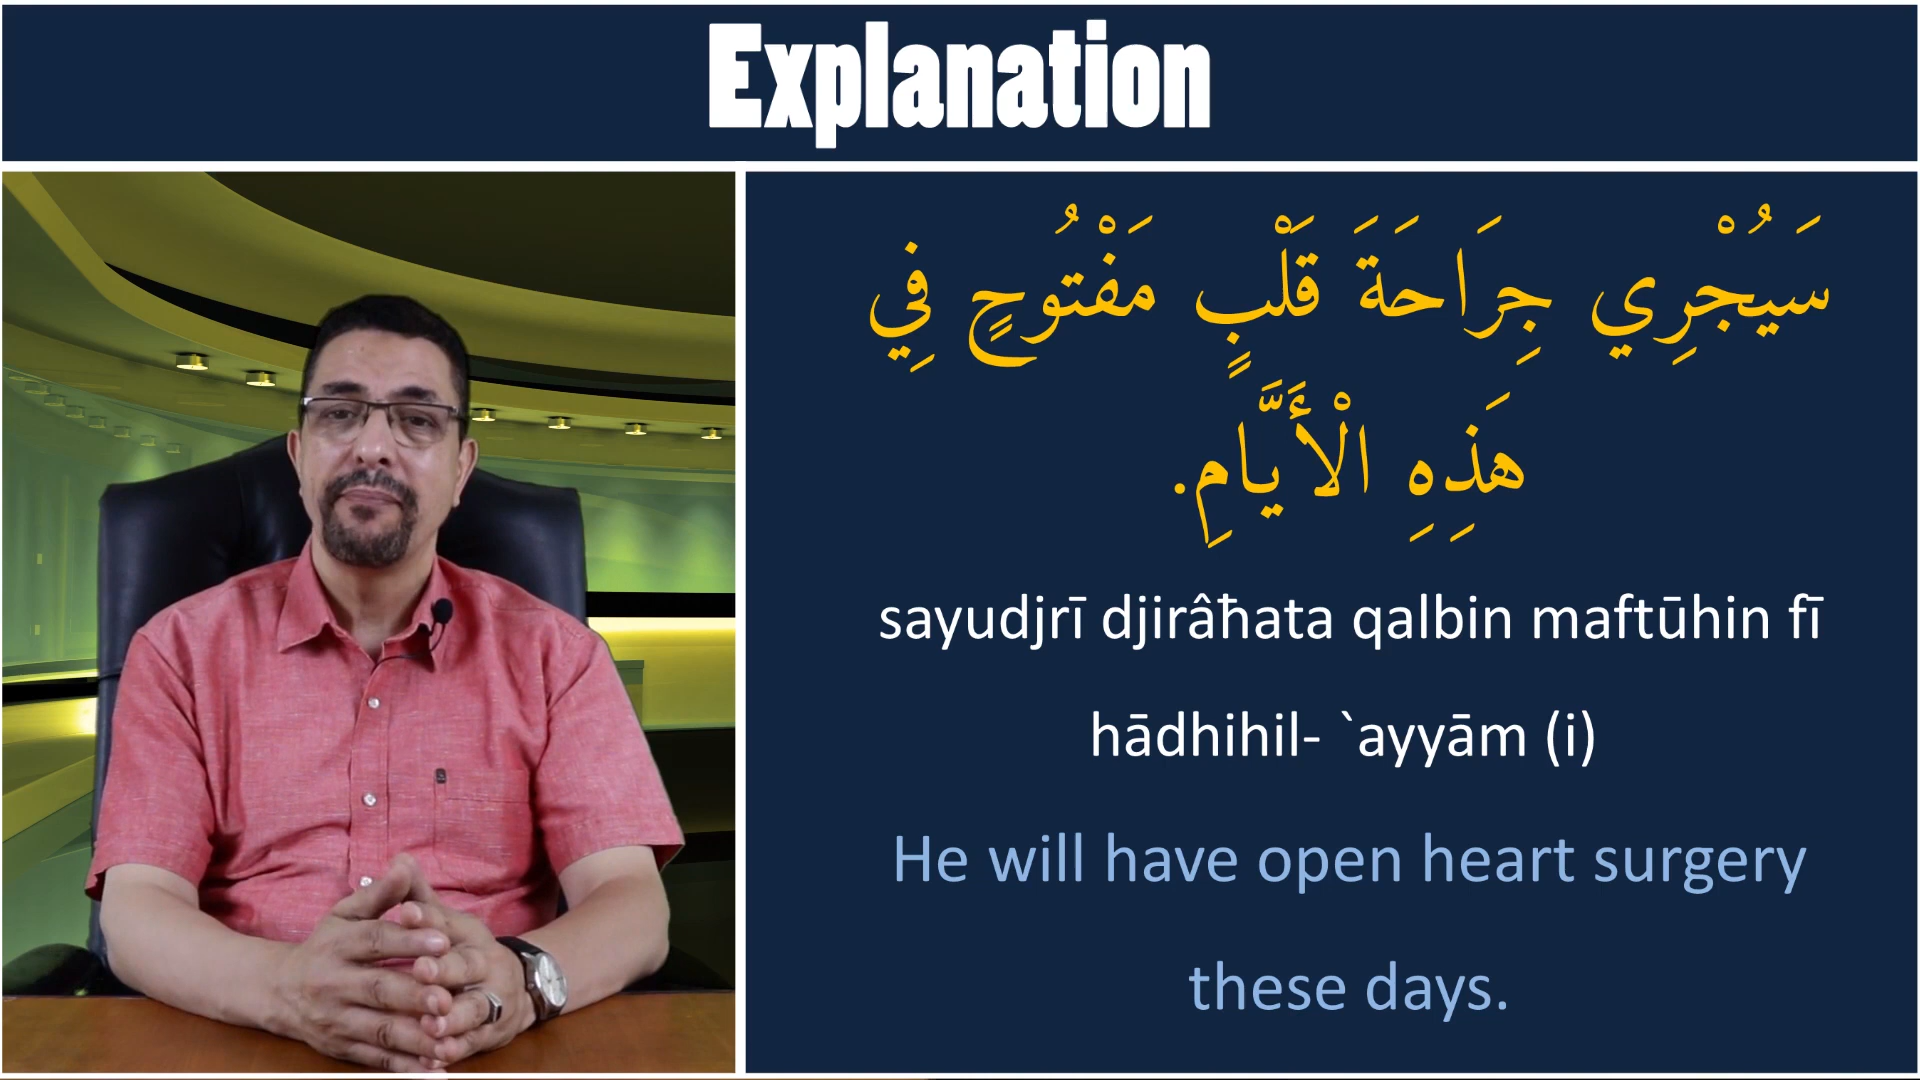 Explanation
سَيُجْرِي جِرَاحَةَ قَلْبٍ مَفْتُوحٍ فِي
هَذِهِ الْأَيَّامِ.
sayudjrī djirâħata qalbin maftūhin fī
hādhihil- `ayyām (i)
He will have open heart surgery
these days.